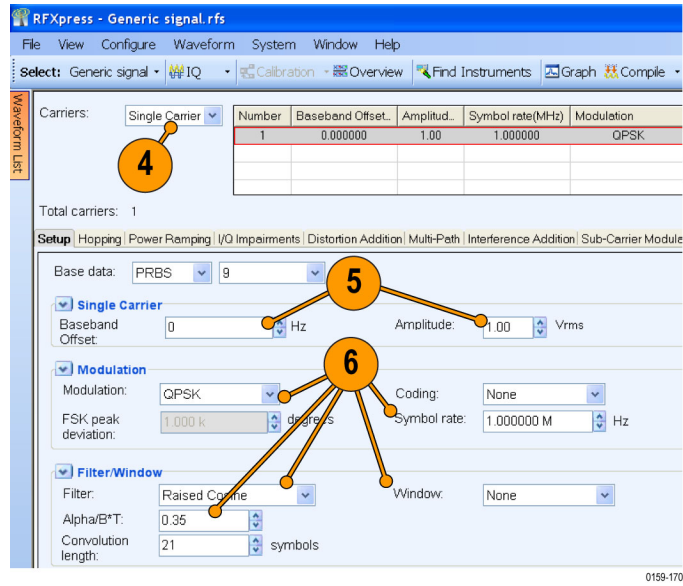 RFXpress - Generic signal.rfs
File View Configure Waveform System Window Help
Select: Generic signal IQ Calibration Overview Find Instruments Graph Compile
Waveform List
Carriers: Single Carrier
Number Baseband Offset... Amplitud... Symbol rate(MHz) Modulation
1 0.000000 1.00 1.000000 QPSK
4
Total carriers: 1
Setup Hopping Power Ramping I/Q Impairments Distortion Addition Multi-Path Interference Addition Sub-Carrier Module
Base data: PRBS 9
5
Single Carrier
Baseband Offset: 0 Hz Amplitude: 1.00 Vrms
6
Modulation
Modulation: QPSK Coding: None
FSK peak deviation: 1.000 k degrees Symbol rate: 1.000000 M Hz
Filter/Window
Filter: Raised Cosine Window: None
Alpha/B*T: 0.35
Convolution length: 21 symbols
0159-170